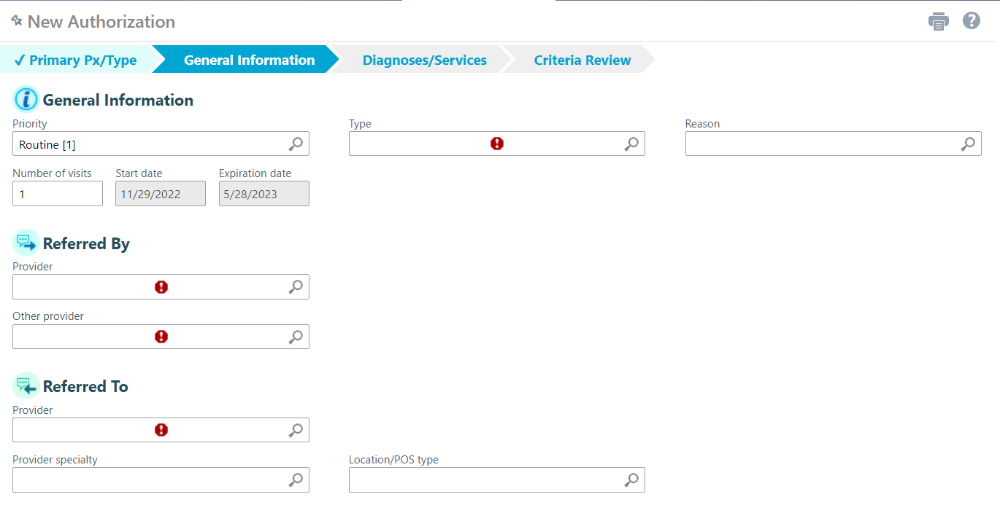 New Authorization
✓ Primary Px/Type General Information Diagnoses/Services Criteria Review
General Information
Priority Type Reason
Routine [1]
Number of visits Start date Expiration date
1 11/29/2022 5/28/2023
Referred By
Provider
Other provider
Referred To
Provider
Provider specialty Location/POS type